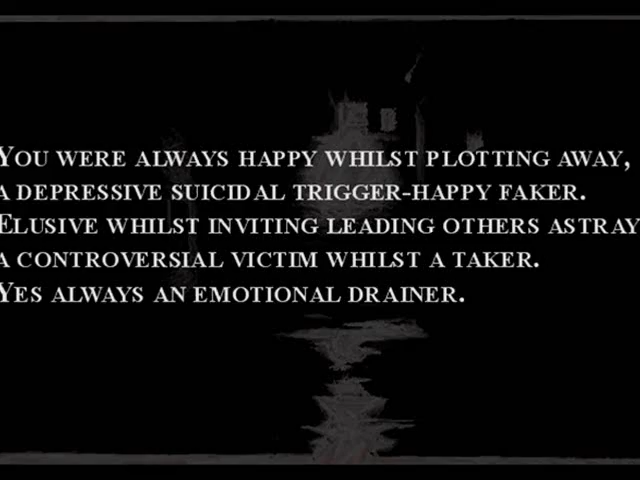 You were always happy whilst plotting away,
a depressive suicidal trigger-happy faker.
Elusive whilst inviting leading others astray
a controversial victim whilst a taker.
Yes always an emotional drainer.